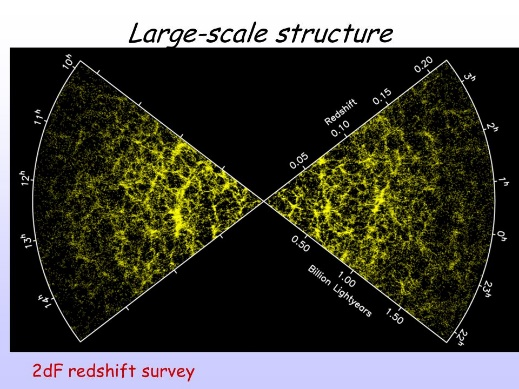 Large-scale structure
10h
11h
12h
13h
14h
Redshift
0.05
0.10
0.15
0.20
3h
2h
1h
0h
23h
22h
0.50
1.00
1.50
Billion Lightyears
2dF redshift survey